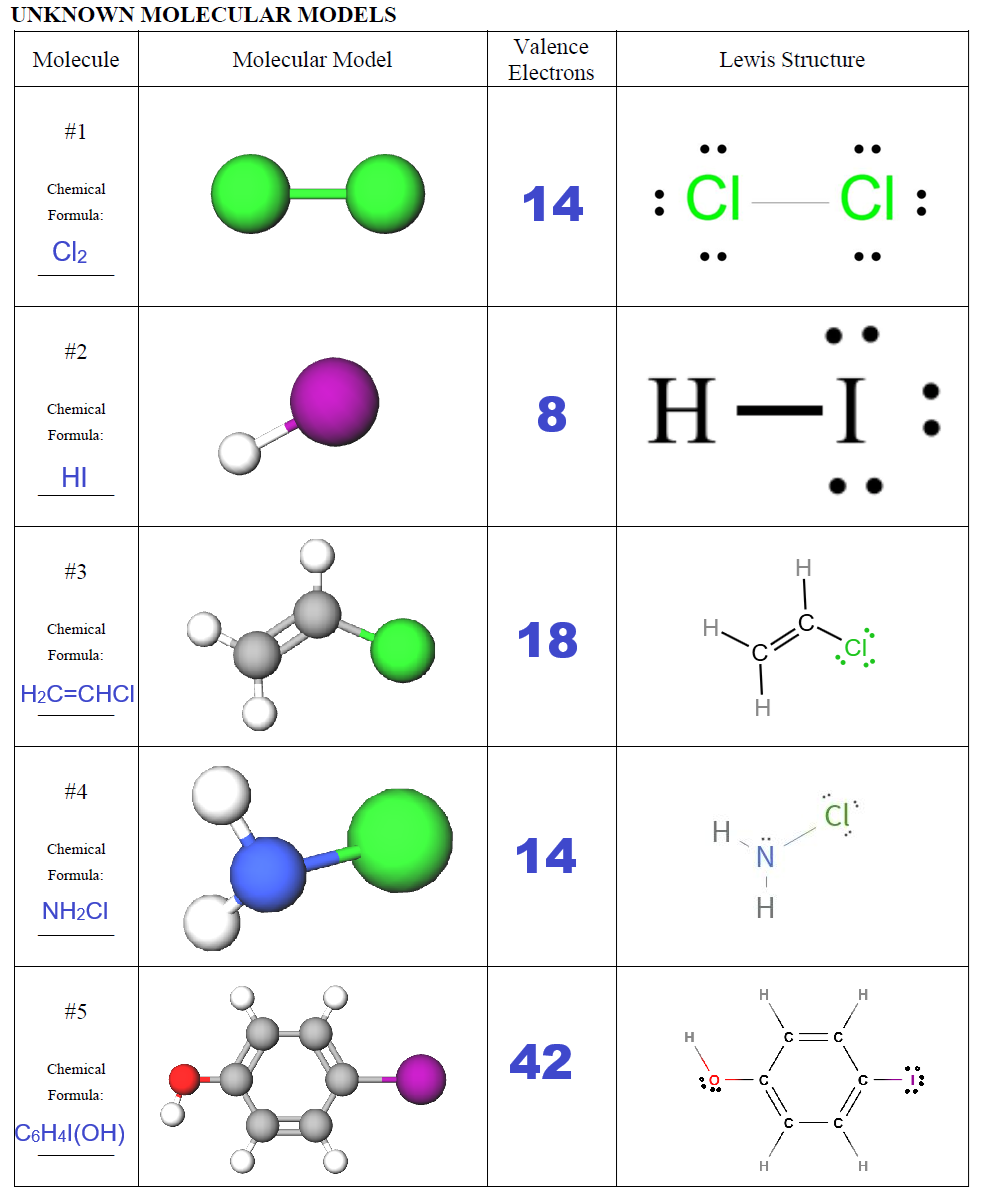 UNKNOWN MOLECULAR MODELS
Molecule Molecular Model Valence Electrons Lewis Structure
#1
Chemical
Formula:
Cl₂
14
Cl Cl
#2
Chemical
Formula:
HI
8
H I
#3
Chemical
Formula:
H₂C=CHCl
18
H
H C
C Cl
H
#4
Chemical
Formula:
NH₂Cl
14
Cl
H
N
H
#5
Chemical
Formula:
C₆H₄I(OH)
42
H H
H C C
O C C I
C C
H H